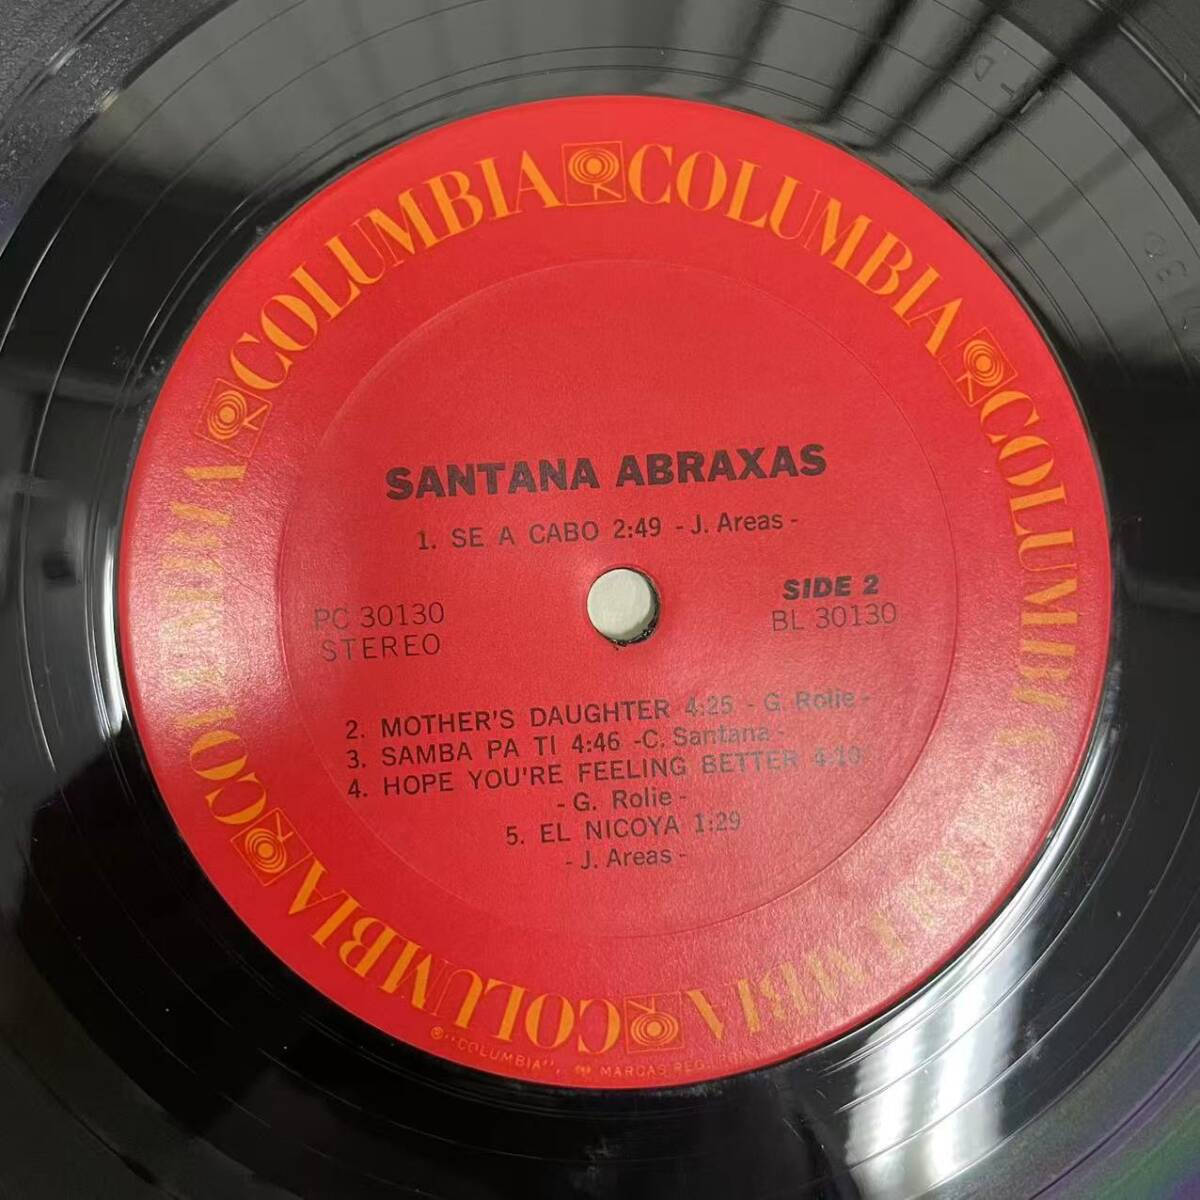 COLUMBIA COLUMBIA COLUMBIA COLUMBIA COLUMBIA COLUMBIA
SANTANA ABRAXAS
1. SE A CABO 2:49 - J. Areas -
PC 30130
STEREO
SIDE 2
BL 30130
2. MOTHER'S DAUGHTER 4:25 - G. Rolie -
3. SAMBA PA TI 4:46 -C. Santana-
4. HOPE YOU'RE FEELING BETTER 4:10
- G. Rolie -
5. EL NICOYA 1:29
- J. Areas -
® "COLUMBIA", MARCAS REG.